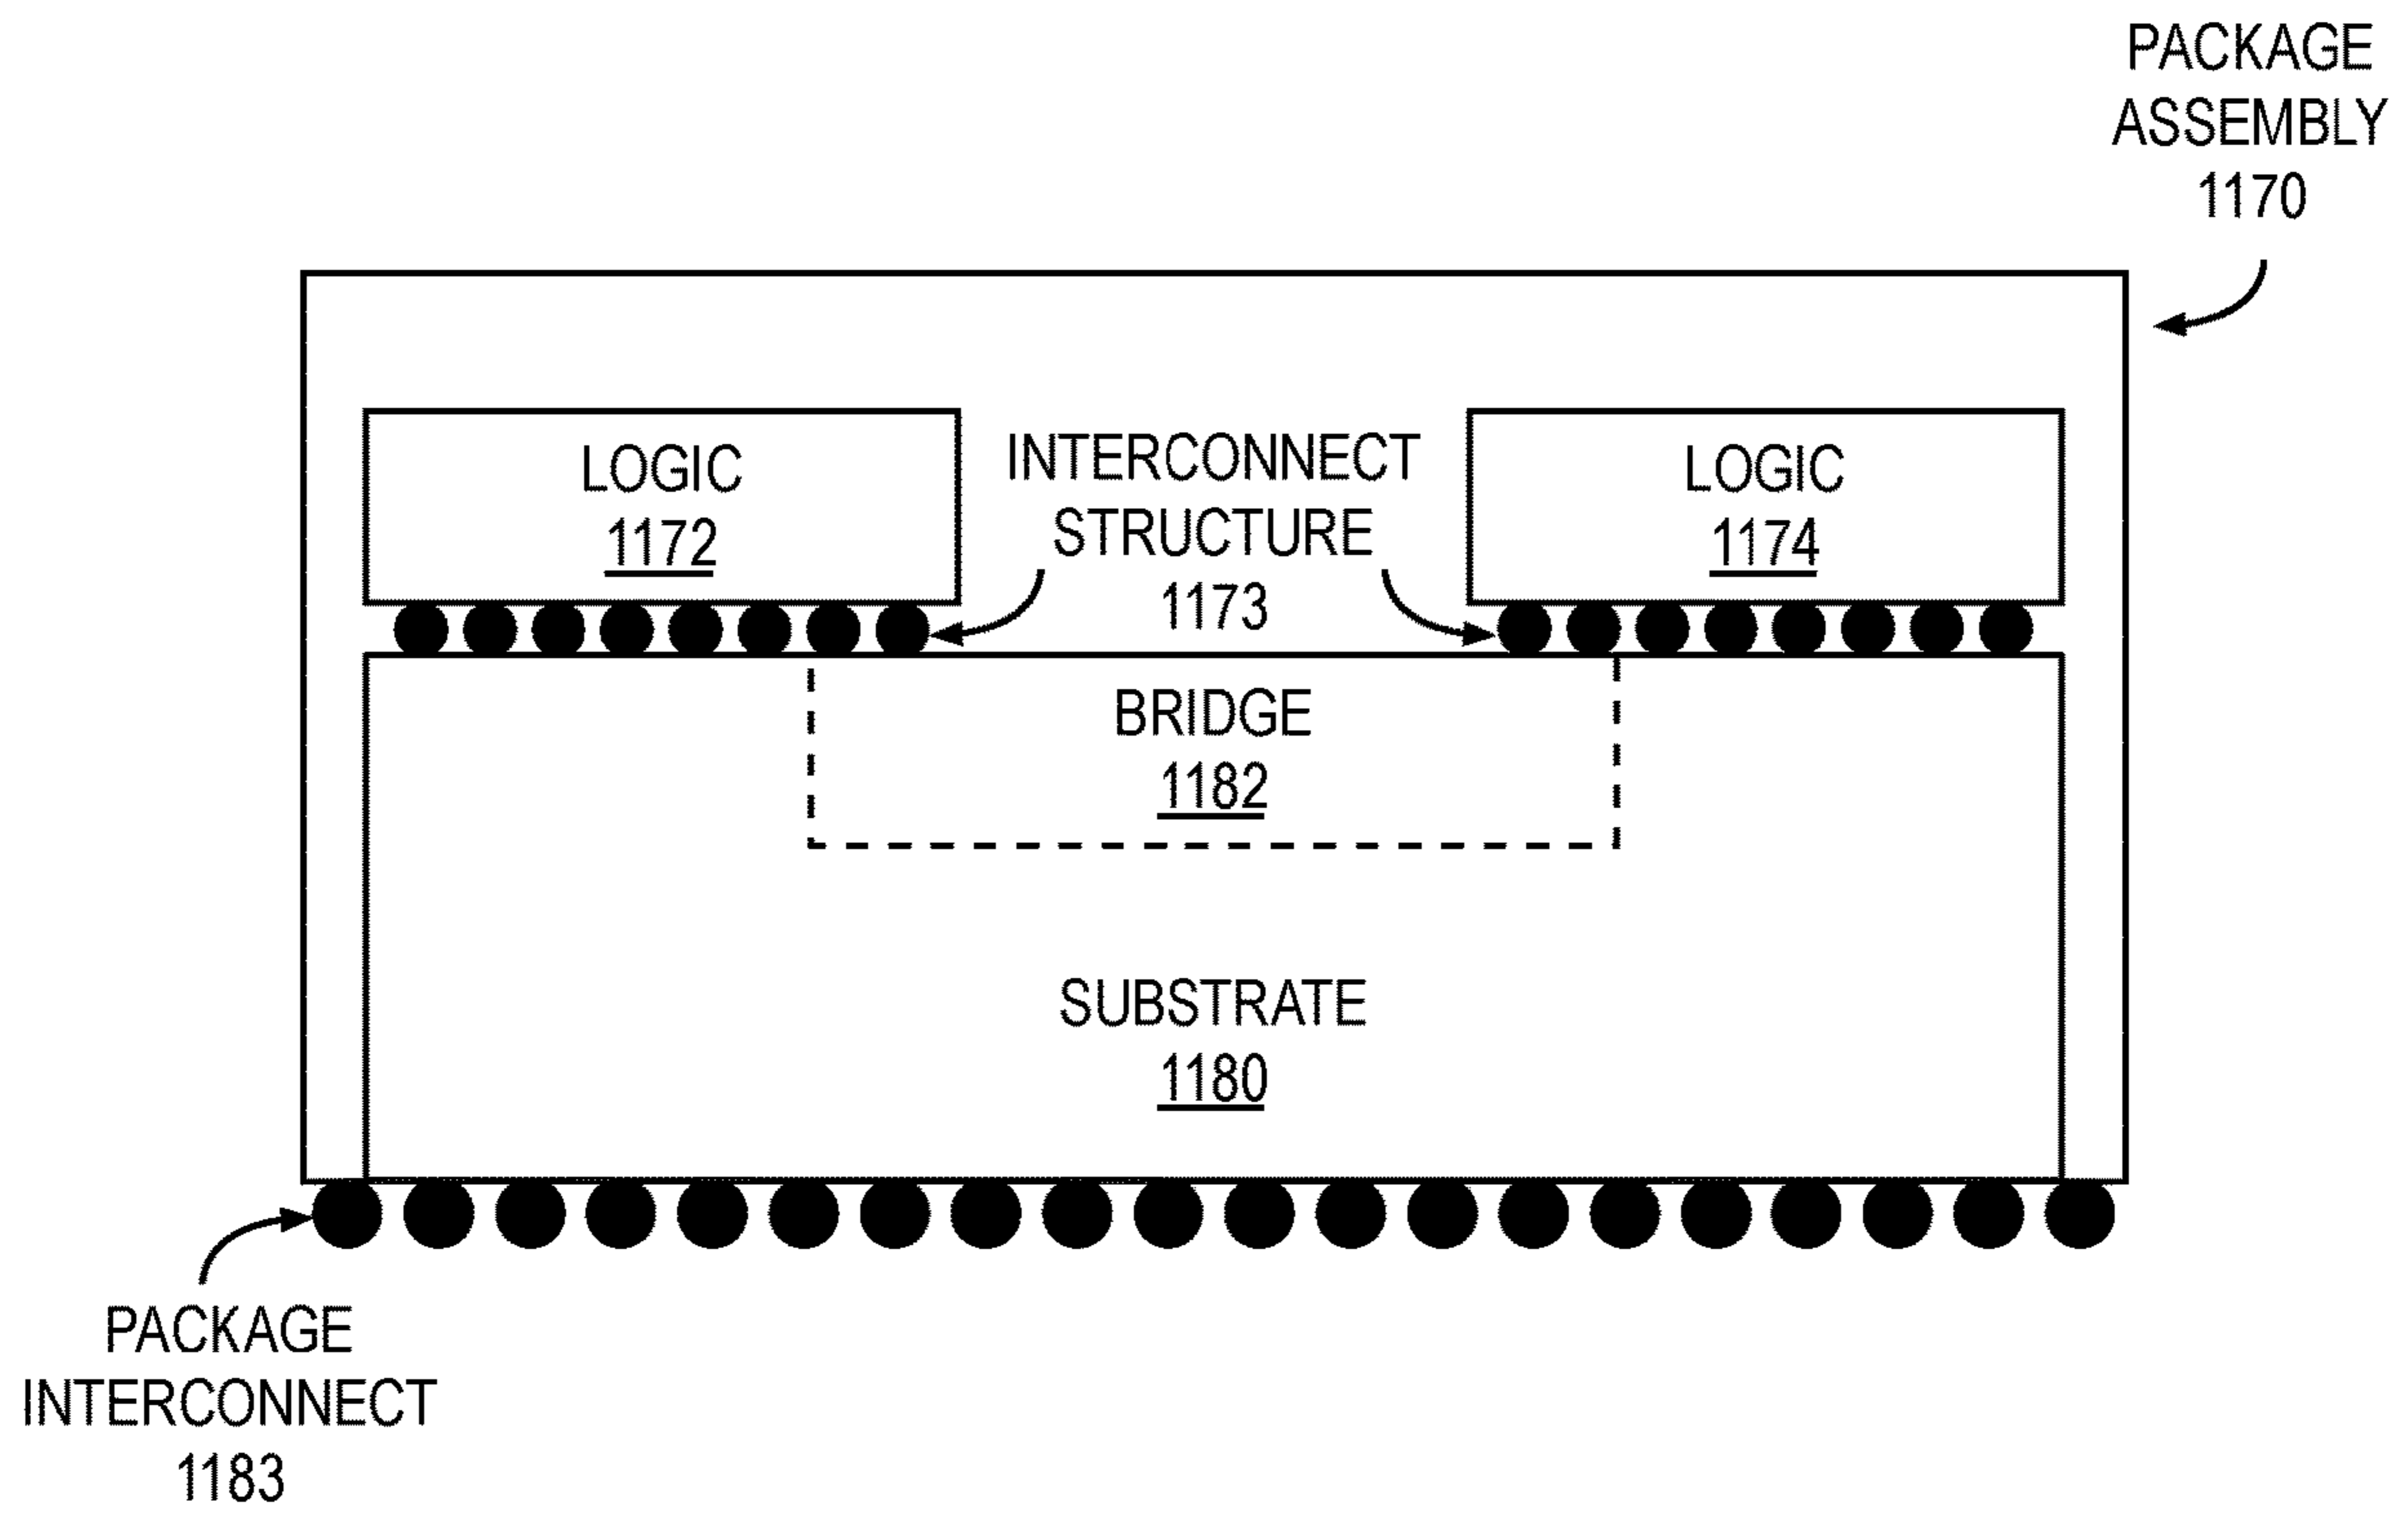 PACKAGE
ASSEMBLY
1170
LOGIC
1172
INTERCONNECT
STRUCTURE
1173
LOGIC
1174
BRIDGE
1182
SUBSTRATE
1180
PACKAGE
INTERCONNECT
1183